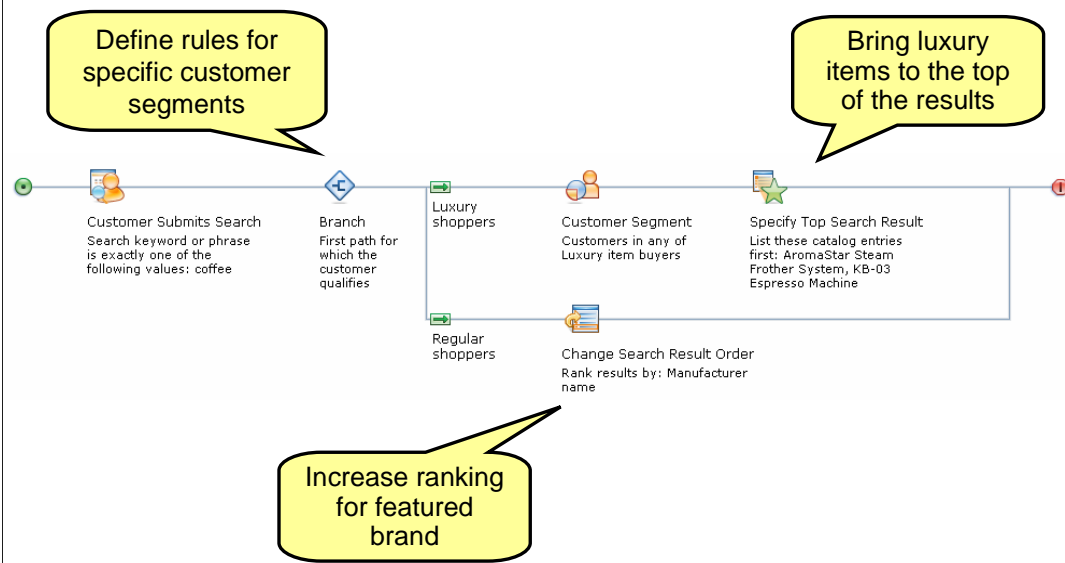 Define rules for
specific customer
segments
Bring luxury
items to the top
of the results
Customer Submits Search
Search keyword or phrase
is exactly one of the
following values: coffee
Branch
First path for
which the
customer
qualifies
Luxury
shoppers
Customer Segment
Customers in any of
Luxury item buyers
Specify Top Search Result
List these catalog entries
first: AromaStar Steam
Frother System, KB-03
Espresso Machine
Regular
shoppers
Change Search Result Order
Rank results by: Manufacturer
name
Increase ranking
for featured
brand